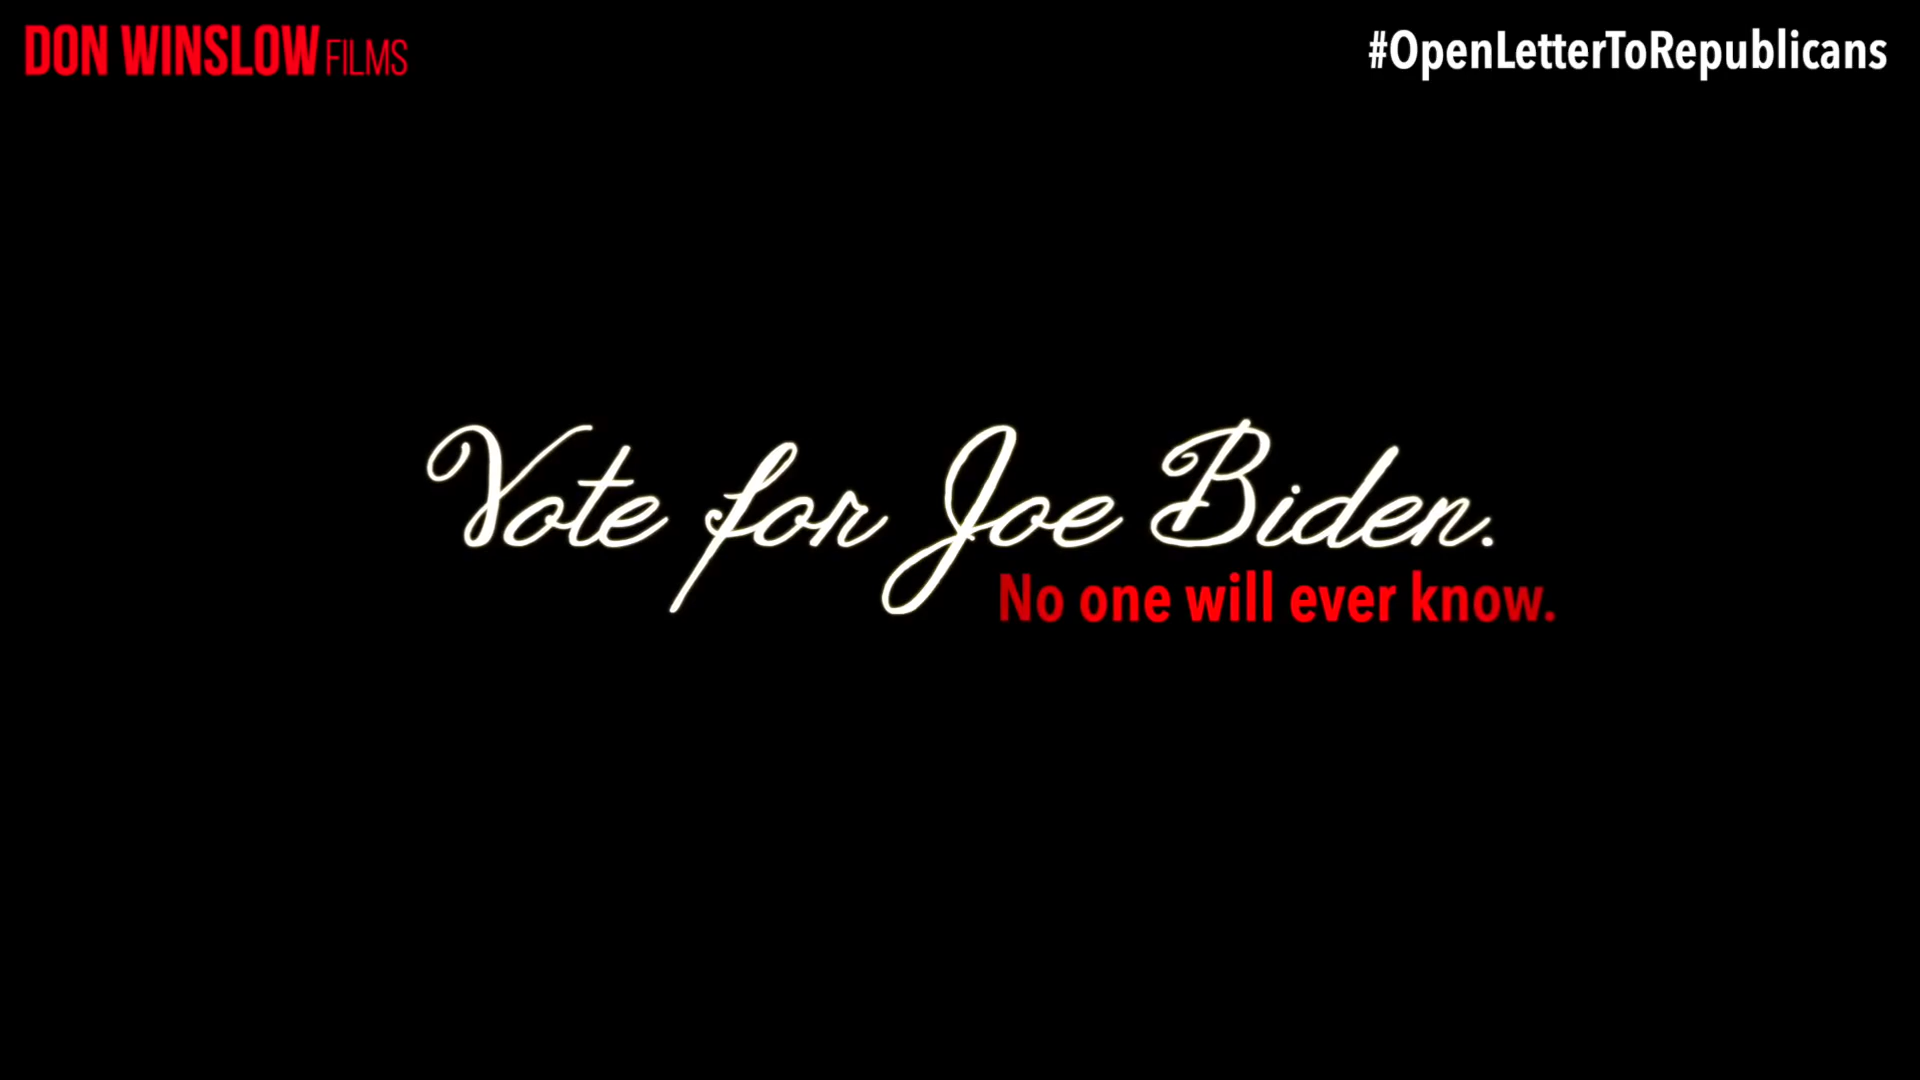 DON WINSLOW FILMS
#OpenLetterToRepublicans
Vote for Joe Biden.
No one will ever know.